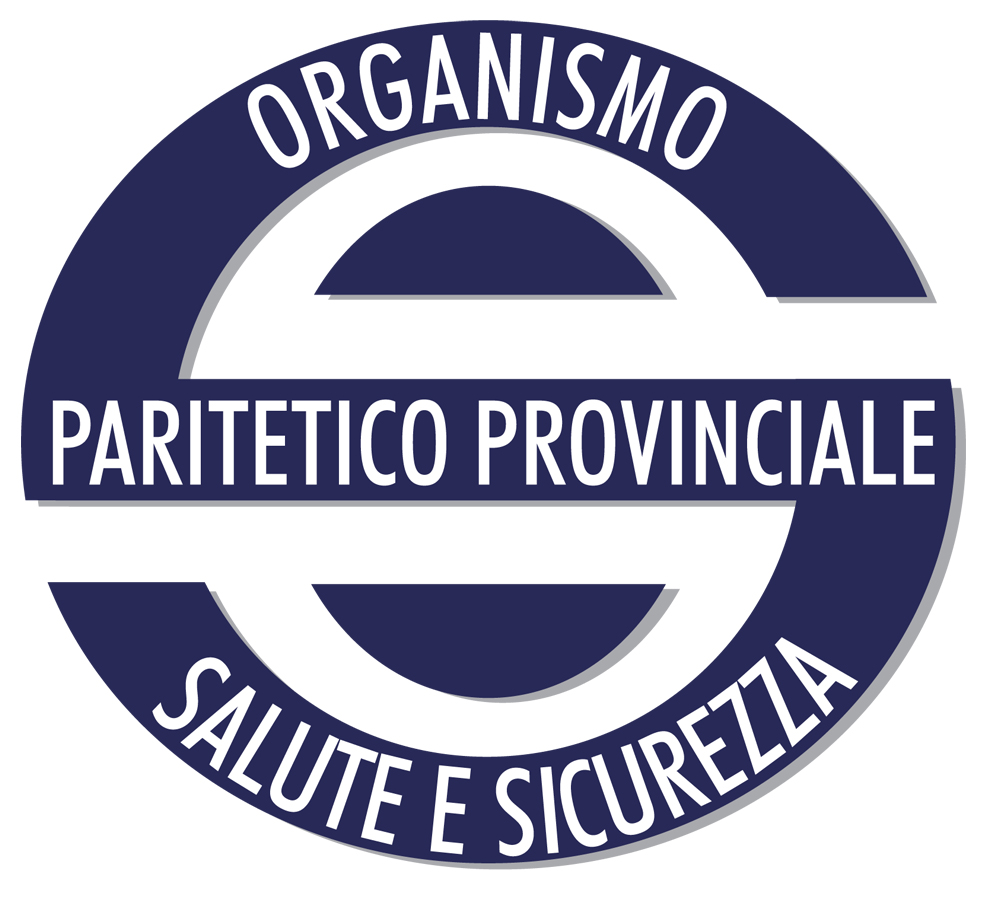 ORGANISMO
PARITETICO PROVINCIALE
SALUTE E SICUREZZA